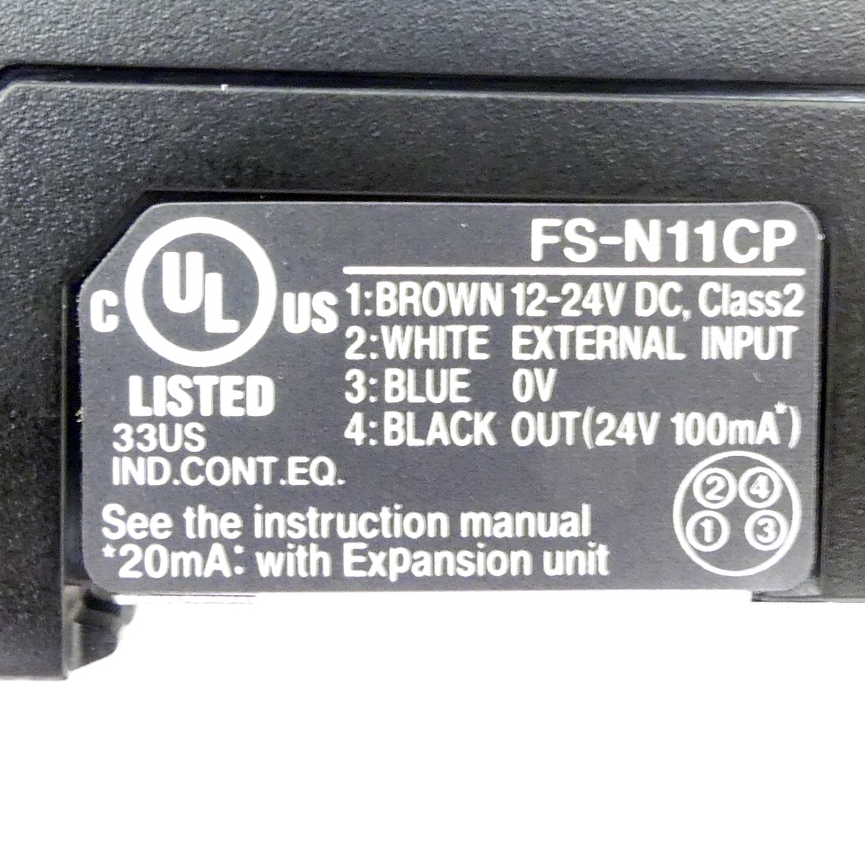 FS-N11CP
C UL US
LISTED
33US
IND.CONT.EQ.
1:BROWN 12-24V DC, Class2
2:WHITE EXTERNAL INPUT
3:BLUE 0V
4:BLACK OUT(24V 100mA*)
See the instruction manual
*20mA: with Expansion unit
2 4
1 3